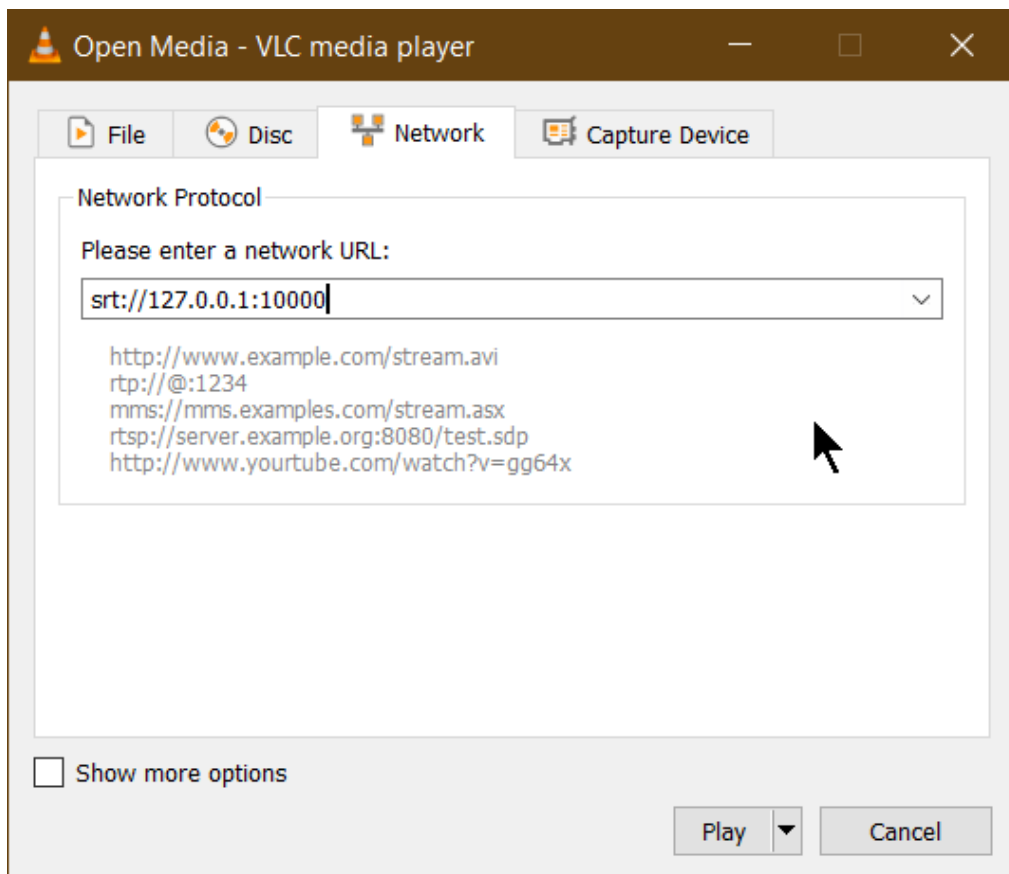 Open Media - VLC media player
File Disc Network Capture Device
Network Protocol
Please enter a network URL:
srt://127.0.0.1:10000
http://www.example.com/stream.avi
rtp://@:1234
mms://mms.examples.com/stream.asx
rtsp://server.example.org:8080/test.sdp
http://www.yourtube.com/watch?v=gg64x
Show more options
Play Cancel